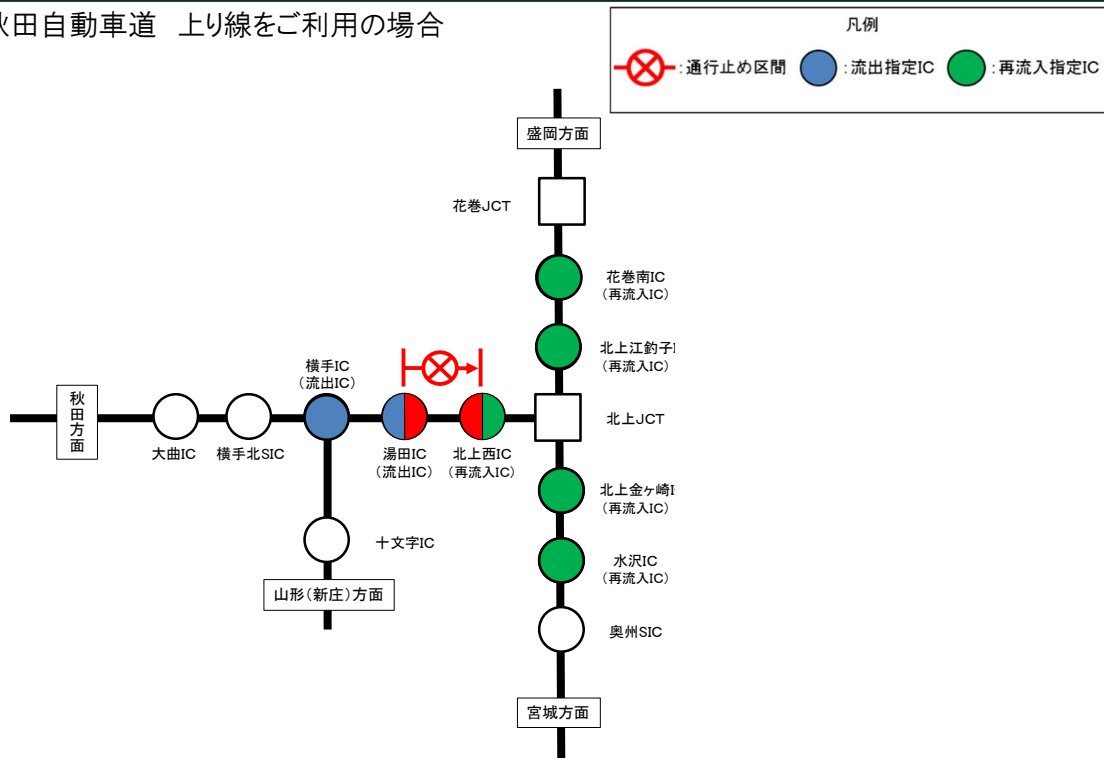 秋田自動車道 上り線をご利用の場合
凡例
:通行止め区間
:流出指定IC
:再流入指定IC
盛岡方面
花巻JCT
花巻南IC
(再流入IC)
北上江釣子I
(再流入IC)
横手IC
(流出IC)
秋田方面
大曲IC
横手北SIC
湯田IC
(流出IC)
北上西IC
(再流入IC)
北上JCT
北上金ヶ崎I
(再流入IC)
十文字IC
水沢IC
(再流入IC)
山形(新庄)方面
奥州SIC
宮城方面